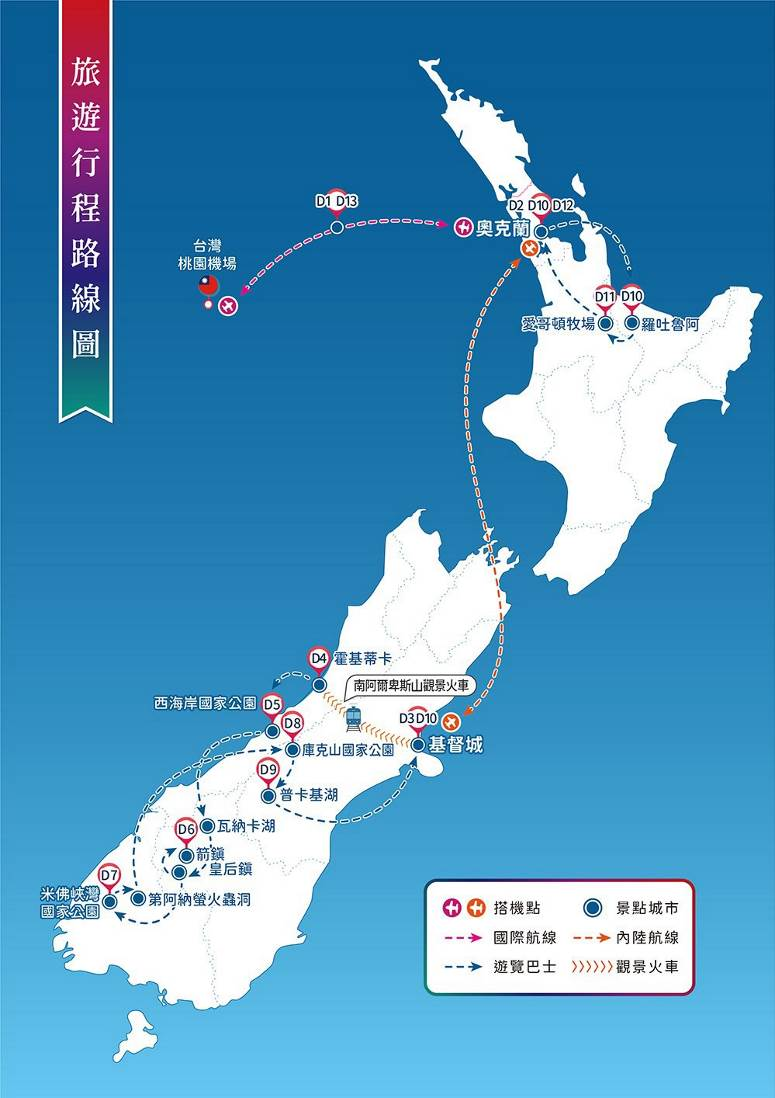 旅遊行程路線圖
D1 D13
D2 D10 D12
奧克蘭
台灣
桃園機場
D11 D10
愛哥頓牧場
羅吐魯阿
D4
霍基蒂卡
南阿爾卑斯山觀景火車
西海岸國家公園
D5
D8
D3 D10
庫克山國家公園
基督城
D9
普卡基湖
D6
瓦納卡湖
箭鎮
皇后鎮
D7
米佛峽灣
國家公園
第阿納螢火蟲洞
搭機點
景點城市
國際航線
內陸航線
遊覽巴士
觀景火車